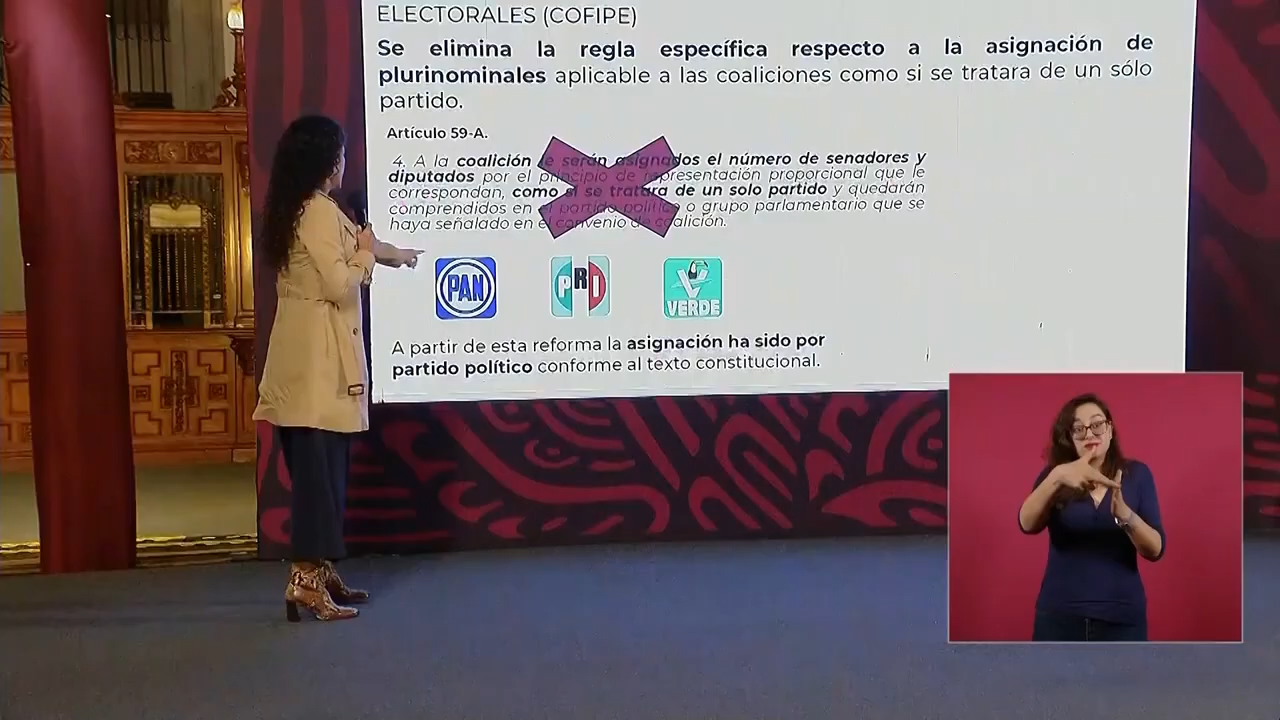 ELECTORALES (COFIPE)
Se elimina la regla específica respecto a la asignación de
plurinominales aplicable a las coaliciones como si se tratara de un sólo
partido.
Artículo 59-A.
4. A la coalición le serán asignados el número de senadores y
diputados por el principio de representación proporcional que le
correspondan, como si se tratara de un solo partido y quedarán
comprendidos en el partido político o grupo parlamentario que se
haya señalado en el convenio de coalición.
PAN
PRI
VERDE
A partir de esta reforma la asignación ha sido por
partido político conforme al texto constitucional.